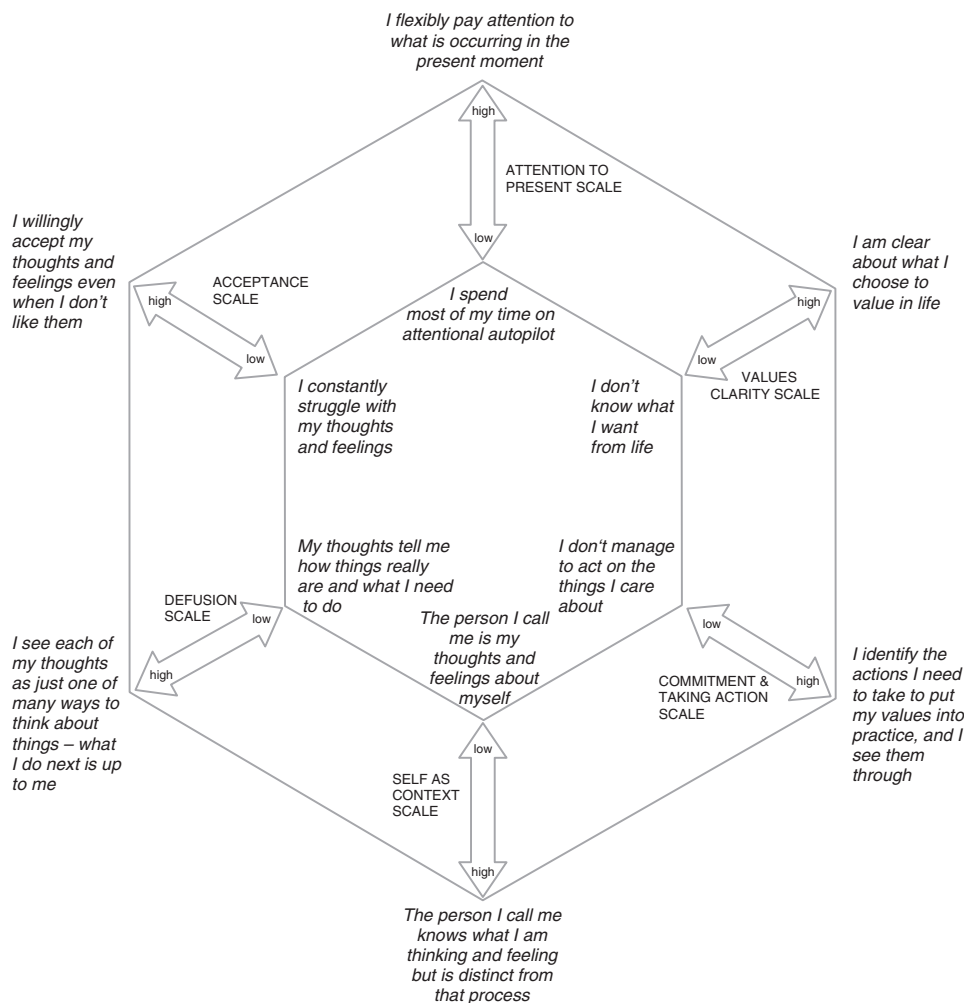 I flexibly pay attention to
what is occurring in the
present moment
high
ATTENTION TO
PRESENT SCALE
low
I willingly
accept my
thoughts and
feelings even
when I don't
like them
high
ACCEPTANCE
SCALE
low
I am clear
about what I
choose to
value in life
high
low
VALUES
CLARITY SCALE
I spend
most of my time on
attentional autopilot
I constantly
struggle with
my thoughts
and feelings
I don't
know what
I want
from life
My thoughts tell me
how things really
are and what I need
to do
I don‘t manage
to act on the
things I care
about
The person I call
me is my
thoughts and
feelings about
myself
DEFUSION
SCALE
low
high
I see each of
my thoughts
as just one of
many ways to
think about
things – what
I do next is up
to me
low
COMMITMENT &
TAKING ACTION
SCALE
high
I identify the
actions I need
to take to put
my values into
practice, and I
see them
through
low
SELF AS
CONTEXT
SCALE
high
The person I call me
knows what I am
thinking and feeling
but is distinct from
that process